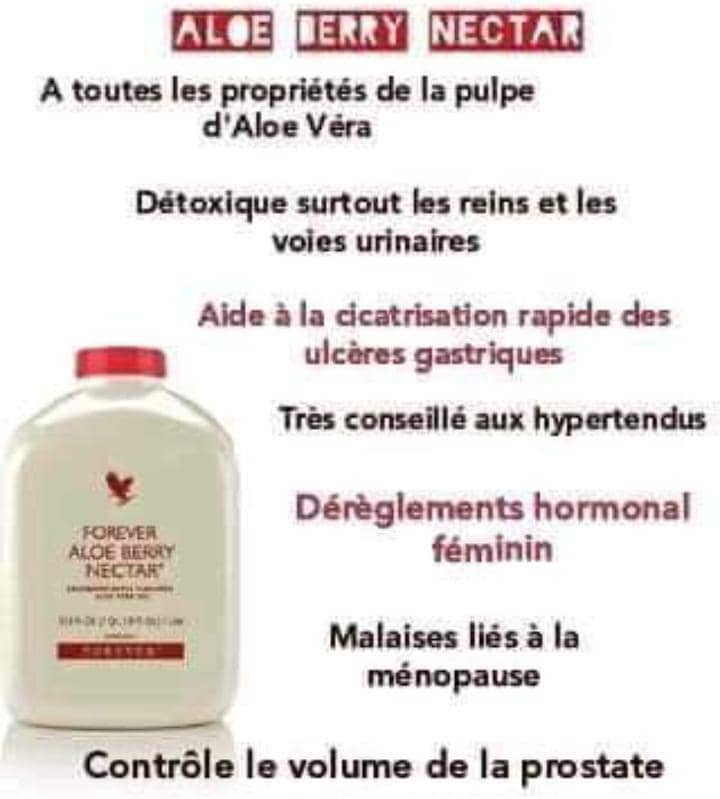 ALOE BERRY NECTAR
A toutes les propriétés de la pulpe
d'Aloe Véra
Détoxique surtout les reins et les
voies urinaires
Aide à la cicatrisation rapide des
ulcères gastriques
Très conseillé aux hypertendus
FOREVER
ALOE BERRY
NECTAR
Dérèglements hormonal
féminin
Malaises liés à la
ménopause
FOREVER
Contrôle le volume de la prostate